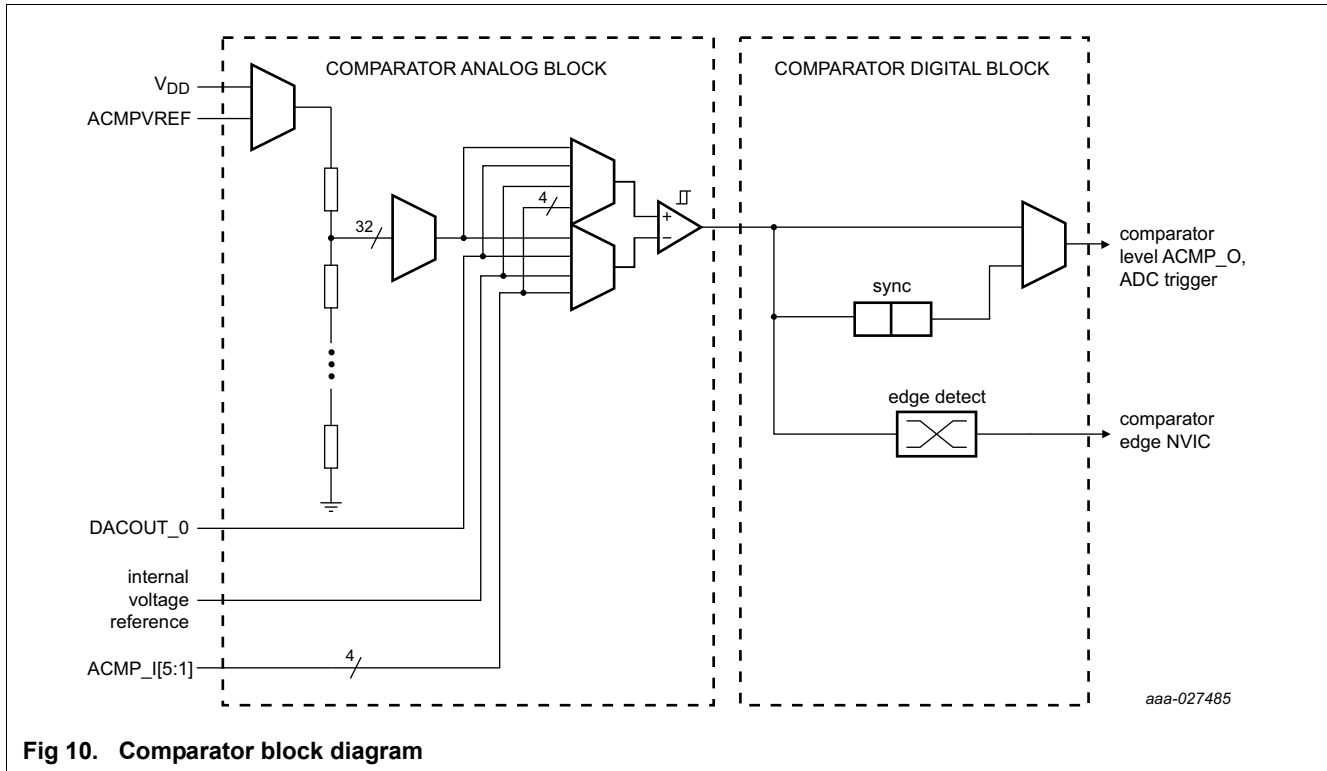 COMPARATOR ANALOG BLOCK
COMPARATOR DIGITAL BLOCK
VDD
ACMPVREF
32
4
+
−
sync
comparator
level ACMP_O,
ADC trigger
edge detect
comparator
edge NVIC
DACOUT_0
internal
voltage
reference
ACMP_I[5:1]
4
aaa-027485
Fig 10. Comparator block diagram